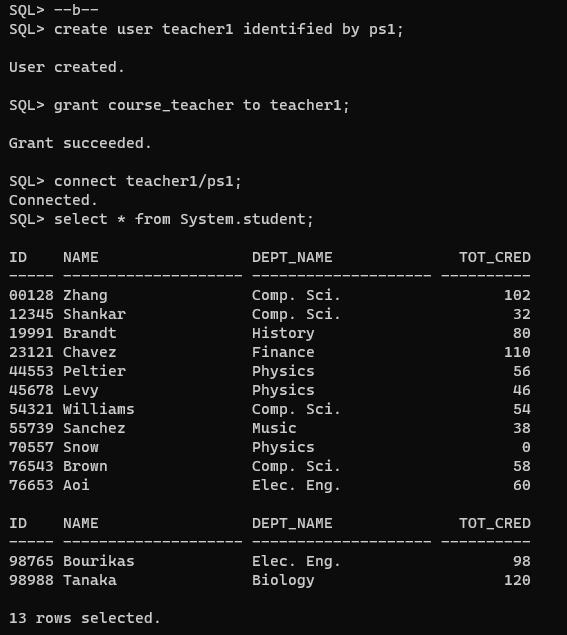 SQL> --b--
SQL> create user teacher1 identified by ps1;
User created.
SQL> grant course_teacher to teacher1;
Grant succeeded.
SQL> connect teacher1/ps1;
Connected.
SQL> select * from System.student;
ID    NAME                 DEPT_NAME              TOT_CRED
----- -------------------- -------------------- ----------
00128 Zhang                Comp. Sci.                  102
12345 Shankar              Comp. Sci.                   32
19991 Brandt               History                      80
23121 Chavez               Finance                     110
44553 Peltier              Physics                      56
45678 Levy                 Physics                      46
54321 Williams             Comp. Sci.                   54
55739 Sanchez              Music                        38
70557 Snow                 Physics                       0
76543 Brown                Comp. Sci.                   58
76653 Aoi                  Elec. Eng.                   60
ID    NAME                 DEPT_NAME              TOT_CRED
----- -------------------- -------------------- ----------
98765 Bourikas             Elec. Eng.                   98
98988 Tanaka               Biology                     120
13 rows selected.